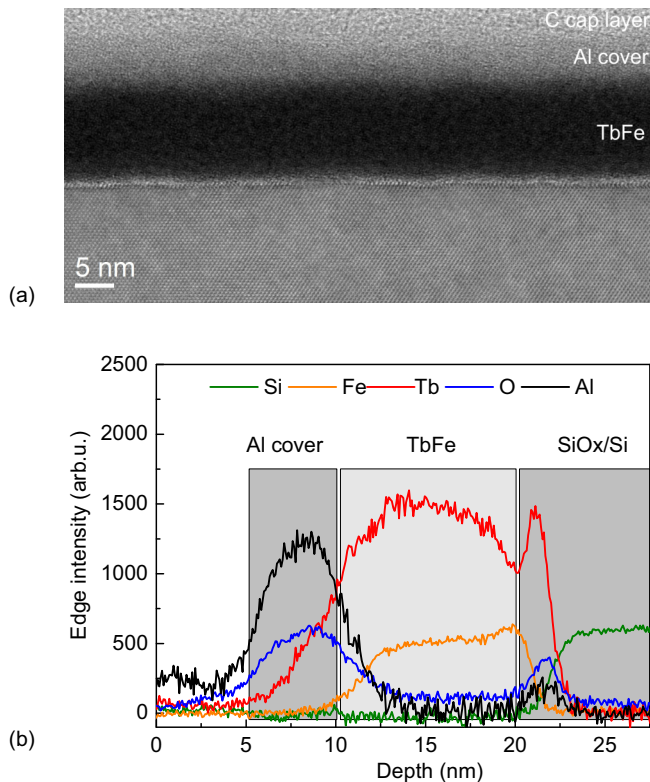 C cap layer
Al cover
TbFe
5 nm
(a)
2500
Si Fe Tb O Al
2000
Al cover TbFe SiOx/Si
1500
1000
500
0
Edge intensity (arb.u.)
0 5 10 15 20 25
Depth (nm)
(b)